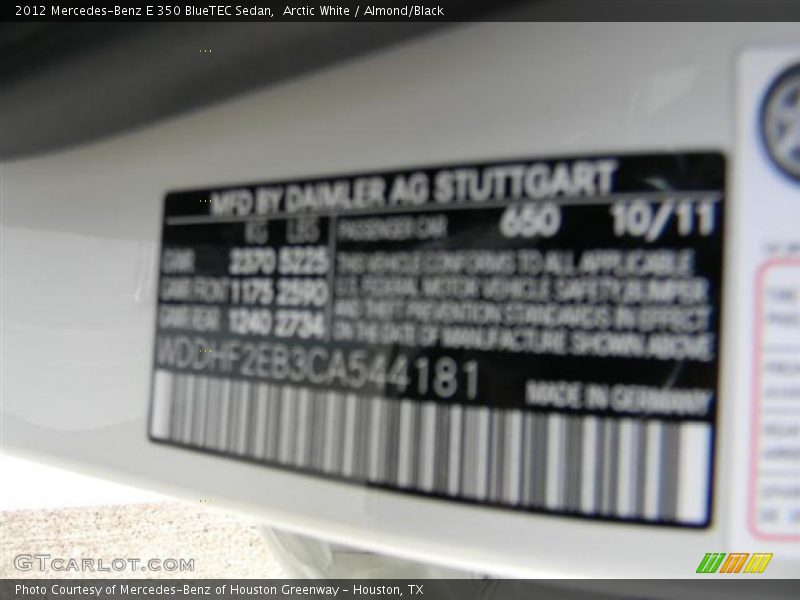 2012 Mercedes-Benz E 350 BlueTEC Sedan, Arctic White / Almond/Black
MFD BY DAIMLER AG STUTTGART
KG LBS
PASSENGER CAR 650 10/11
GVWR 2370 5225
GAWR FRONT 1175 2590
GAWR REAR 1240 2734
THIS VEHICLE CONFORMS TO ALL APPLICABLE
U.S. FEDERAL MOTOR VEHICLE SAFETY, BUMPER
AND THEFT PREVENTION STANDARDS IN EFFECT
ON THE DATE OF MANUFACTURE SHOWN ABOVE
WDDHF2EB3CA544181
MADE IN GERMANY
GTCARLOT.COM
Photo Courtesy of Mercedes-Benz of Houston Greenway - Houston, TX